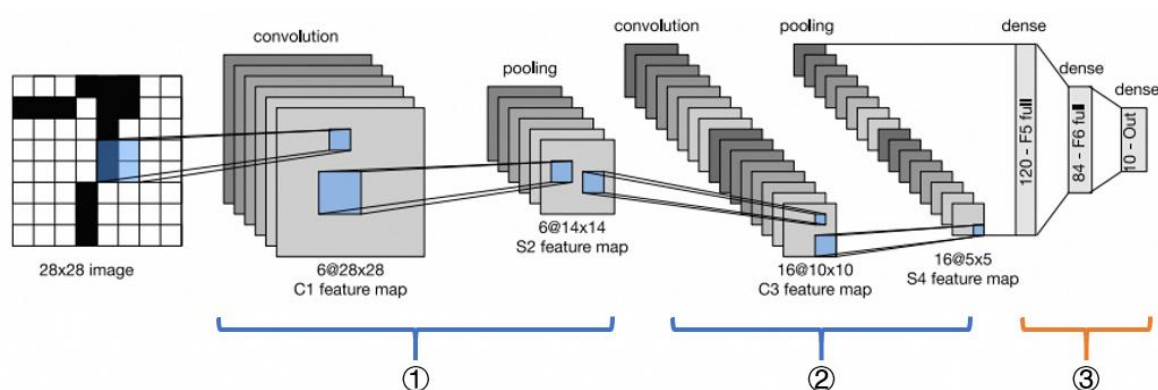 convolution
pooling
convolution
pooling
dense
dense
dense
28x28 image
6@28x28
C1 feature map
6@14x14
S2 feature map
16@10x10
C3 feature map
16@5x5
S4 feature map
120 - F5 full
84 - F6 full
10 - Out
①
②
③